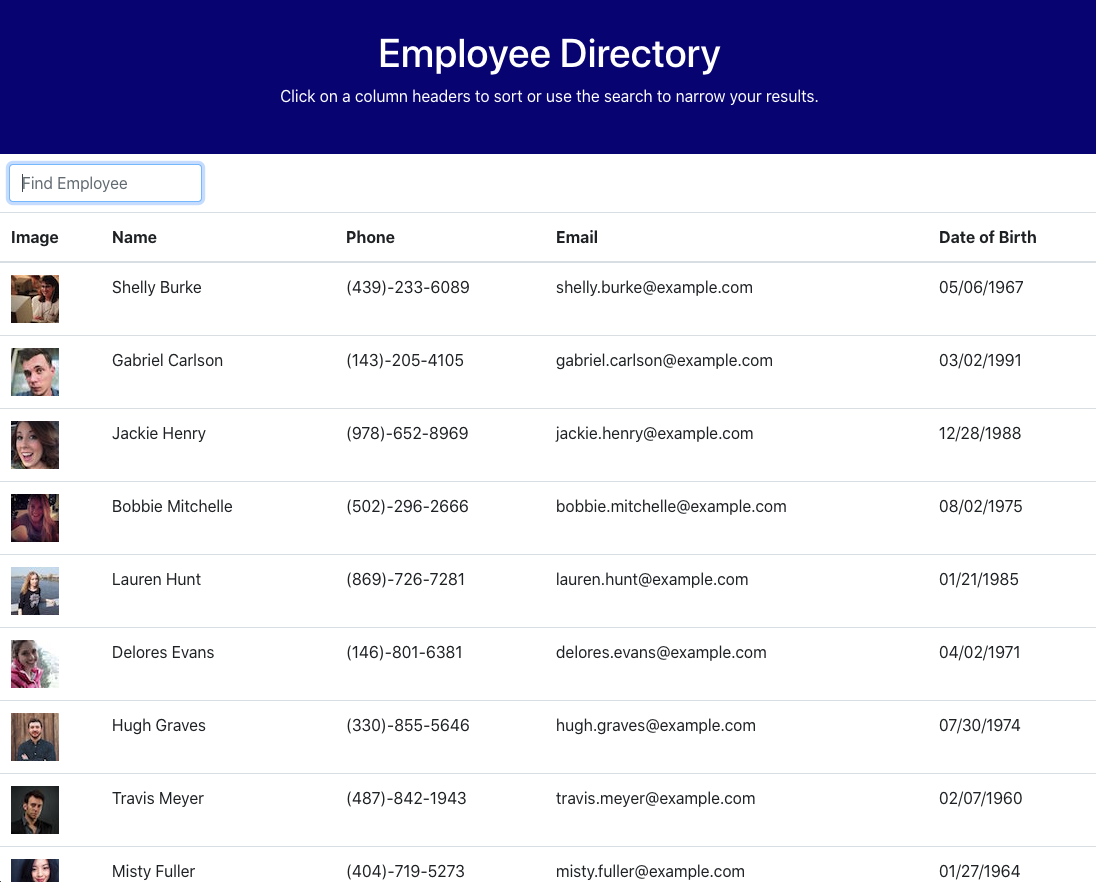 Employee Directory
Click on a column headers to sort or use the search to narrow your results.
Find Employee
Image Name Phone Email Date of Birth
Shelly Burke (439)-233-6089 shelly.burke@example.com 05/06/1967
Gabriel Carlson (143)-205-4105 gabriel.carlson@example.com 03/02/1991
Jackie Henry (978)-652-8969 jackie.henry@example.com 12/28/1988
Bobbie Mitchelle (502)-296-2666 bobbie.mitchelle@example.com 08/02/1975
Lauren Hunt (869)-726-7281 lauren.hunt@example.com 01/21/1985
Delores Evans (146)-801-6381 delores.evans@example.com 04/02/1971
Hugh Graves (330)-855-5646 hugh.graves@example.com 07/30/1974
Travis Meyer (487)-842-1943 travis.meyer@example.com 02/07/1960
Misty Fuller (404)-719-5273 misty.fuller@example.com 01/27/1964